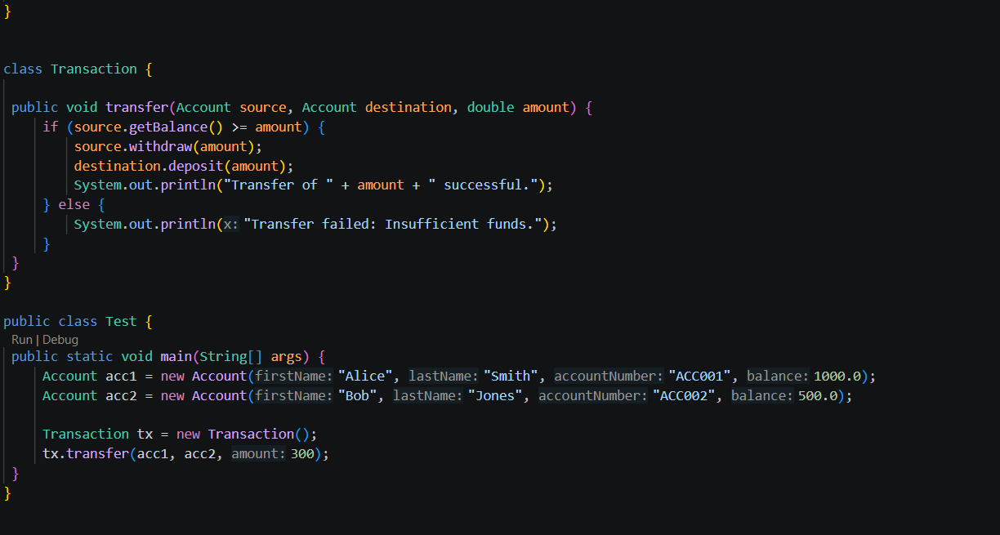 }
class Transaction {
public void transfer(Account source, Account destination, double amount) {
if (source.getBalance() >= amount) {
source.withdraw(amount);
destination.deposit(amount);
System.out.println("Transfer of " + amount + " successful.");
} else {
System.out.println(x: "Transfer failed: Insufficient funds.");
}
}
}
public class Test {
Run | Debug
public static void main(String[] args) {
Account acc1 = new Account(firstName: "Alice", lastName: "Smith", accountNumber: "ACC001", balance: 1000.0);
Account acc2 = new Account(firstName: "Bob", lastName: "Jones", accountNumber: "ACC002", balance: 500.0);
Transaction tx = new Transaction();
tx.transfer(acc1, acc2, amount: 300);
}
}